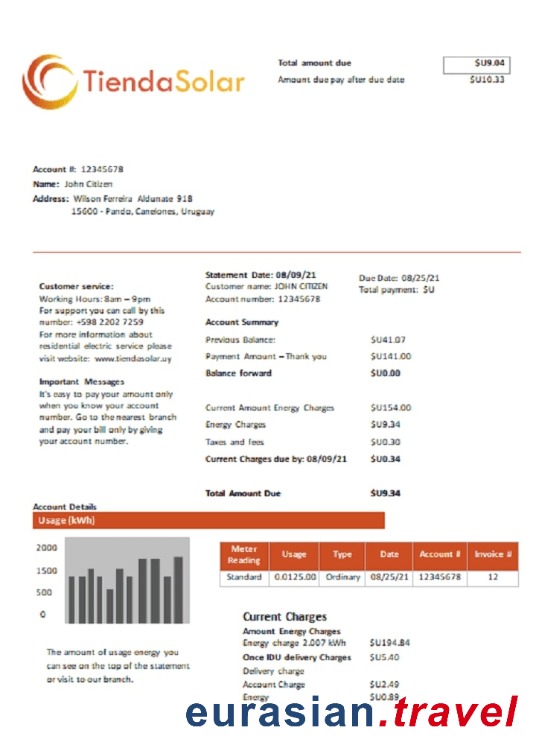 TiendaSolar
Total amount due $U9.04
Amount due pay after due date $U10.33
Account #: 12345678
Name: John Citizen
Address: Wilson Ferreira Aldunate 918
15600 - Pando, Canelones, Uruguay
Customer service:
Working Hours: 8am – 9pm
For support you can call by this
number: +598 2202 7259
For more information about
residential electric service please
visit website: www.tiendasolar.uy
Important Messages
It's easy to pay your amount only
when you know your account
number. Go to the nearest branch
and pay your bill only by giving
your account number.
Statement Date: 08/09/21
Customer name: JOHN CITIZEN
Account number: 12345678
Due Date: 08/25/21
Total payment: $U
Account Summary
Previous Balance: $U41.07
Payment Amount – Thank you $U141.00
Balance forward $U0.00
Current Amount Energy Charges $U154.00
Energy Charges $U9.34
Taxes and fees $U0.30
Current Charges due by: 08/09/21 $U0.34
Total Amount Due $U9.34
Account Details
Usage (kWh)
2000
1500
500
0
The amount of usage energy you
can see on the top of the statement
or visit to our branch.
Meter Reading Usage Type Date Account # Invoice #
Standard 0.0125.00 Ordinary 08/25/21 12345678 12
Current Charges
Amount Energy Charges
Energy charge 2.007 kWh $U194.84
Once IDU delivery Charges $U5.40
Delivery charge
Account Charge $U2.49
Energy $U0.89
eurasian.travel